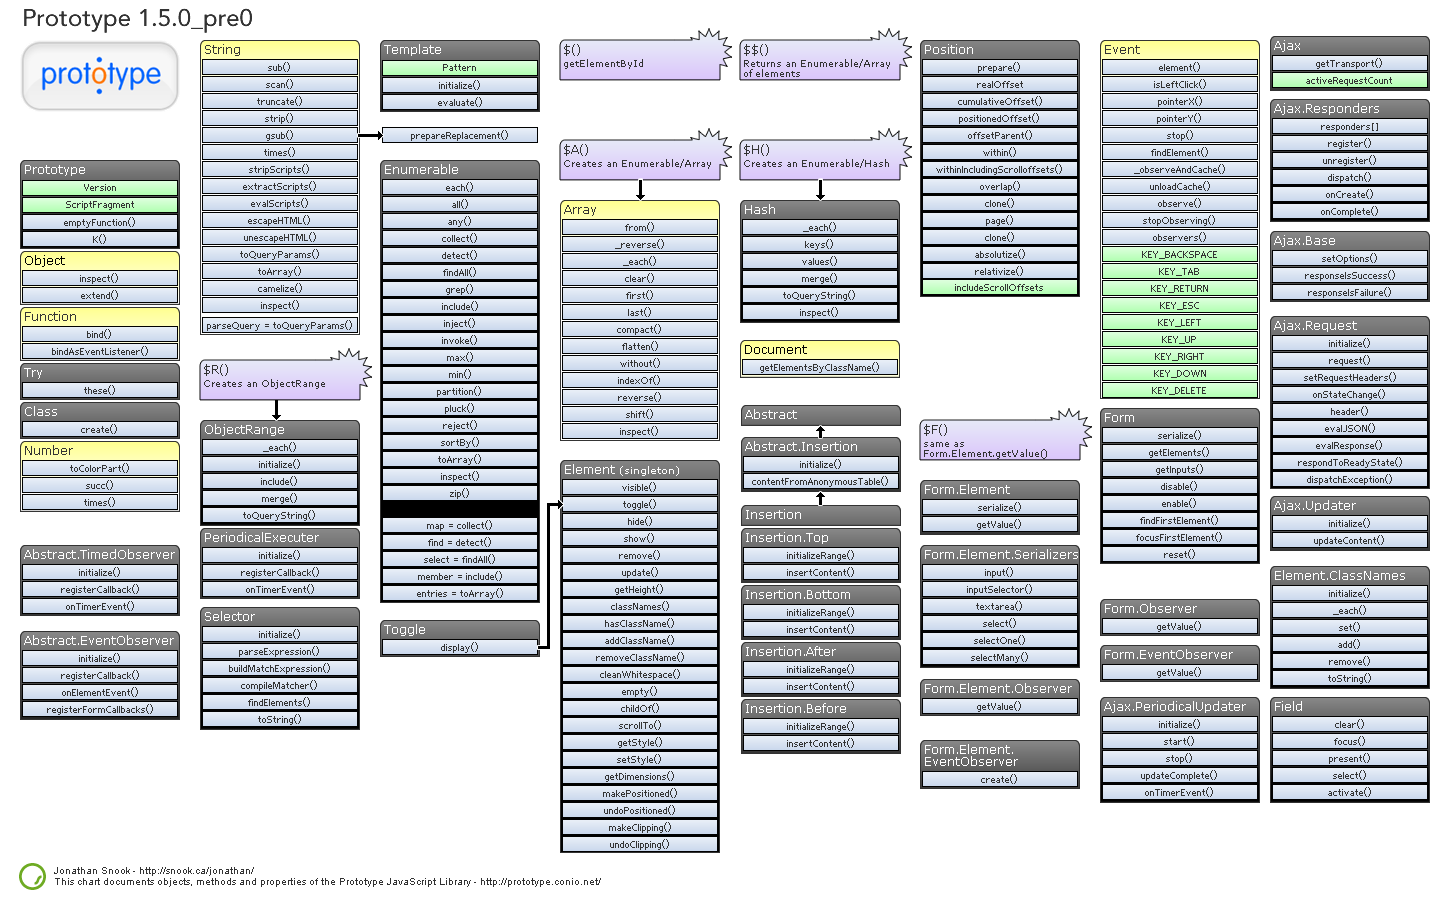 Prototype 1.5.0_pre0
prototype
Prototype
Version
ScriptFragment
emptyFunction()
K()
Object
inspect()
extend()
Function
bind()
bindAsEventListener()
Try
these()
Class
create()
Number
toColorPart()
succ()
times()
Abstract.TimedObserver
initialize()
registerCallback()
onTimerEvent()
Abstract.EventObserver
initialize()
registerCallback()
onElementEvent()
registerFormCallbacks()
String
sub()
scan()
truncate()
strip()
gsub()
times()
stripScripts()
extractScripts()
evalScripts()
escapeHTML()
unescapeHTML()
toQueryParams()
toArray()
camelize()
inspect()
parseQuery = toQueryParams()
$R()
Creates an ObjectRange
ObjectRange
_each()
initialize()
include()
merge()
toQueryString()
PeriodicalExecuter
initialize()
registerCallback()
onTimerEvent()
Selector
initialize()
parseExpression()
buildMatchExpression()
compileMatcher()
findElements()
toString()
Template
Pattern
initialize()
evaluate()
prepareReplacement()
Enumerable
each()
all()
any()
collect()
detect()
findAll()
grep()
include()
inject()
invoke()
max()
min()
partition()
pluck()
reject()
sortBy()
toArray()
inspect()
zip()
map = collect()
find = detect()
select = findAll()
member = include()
entries = toArray()
Toggle
display()
$()
getElementById
$A()
Creates an Enumerable/Array
Array
from()
_reverse()
_each()
clear()
first()
last()
compact()
flatten()
without()
indexOf()
reverse()
shift()
inspect()
Element (singleton)
visible()
toggle()
hide()
show()
remove()
update()
getHeight()
classNames()
hasClassName()
addClassName()
removeClassName()
cleanWhitespace()
empty()
childOf()
scrollTo()
getStyle()
setStyle()
getDimensions()
makePositioned()
undoPositioned()
makeClipping()
undoClipping()
$$()
Returns an Enumerable/Array
of elements
$H()
Creates an Enumerable/Hash
Hash
_each()
keys()
values()
merge()
toQueryString()
inspect()
Document
getElementsByClassName()
Abstract
Abstract.Insertion
initialize()
contentFromAnonymousTable()
Insertion
Insertion.Top
initializeRange()
insertContent()
Insertion.Bottom
initializeRange()
insertContent()
Insertion.After
initializeRange()
insertContent()
Insertion.Before
initializeRange()
insertContent()
Position
prepare()
realOffset
cumulativeOffset()
positionedOffset()
offsetParent()
within()
withinIncludingScrolloffsets()
overlap()
clone()
page()
clone()
absolutize()
relativize()
includeScrollOffsets
$F()
same as
Form.Element.getValue()
Form.Element
serialize()
getValue()
Form.Element.Serializers
input()
inputSelector()
textarea()
select()
selectOne()
selectMany()
Form.Element.Observer
getValue()
Form.Element.
EventObserver
create()
Event
element()
isLeftClick()
pointerX()
pointerY()
stop()
findElement()
_observeAndCache()
unloadCache()
observe()
stopObserving()
observers()
KEY_BACKSPACE
KEY_TAB
KEY_RETURN
KEY_ESC
KEY_LEFT
KEY_UP
KEY_RIGHT
KEY_DOWN
KEY_DELETE
Form
serialize()
getElements()
getInputs()
disable()
enable()
findFirstElement()
focusFirstElement()
reset()
Form.Observer
getValue()
Form.EventObserver
getValue()
Ajax.PeriodicalUpdater
initialize()
start()
stop()
updateComplete()
onTimerEvent()
Ajax
getTransport()
activeRequestCount
Ajax.Responders
responders[]
register()
unregister()
dispatch()
onCreate()
onComplete()
Ajax.Base
setOptions()
responseIsSuccess()
responseIsFailure()
Ajax.Request
initialize()
request()
setRequestHeaders()
onStateChange()
header()
evalJSON()
evalResponse()
respondToReadyState()
dispatchException()
Ajax.Updater
initialize()
updateContent()
Element.ClassNames
initialize()
_each()
set()
add()
remove()
toString()
Field
clear()
focus()
present()
select()
activate()
Jonathan Snook - http://snook.ca/jonathan/
This chart documents objects, methods and properties of the Prototype JavaScript Library - http://prototype.conio.net/